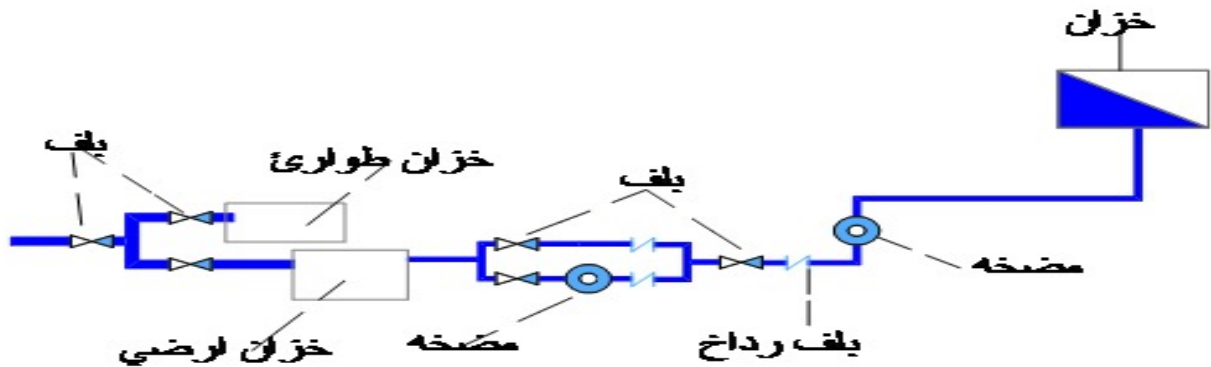 خزان
بلف
خزان طوارئ
بلف
مضخه
خزان ارضي
مضخه
بلف رداخ